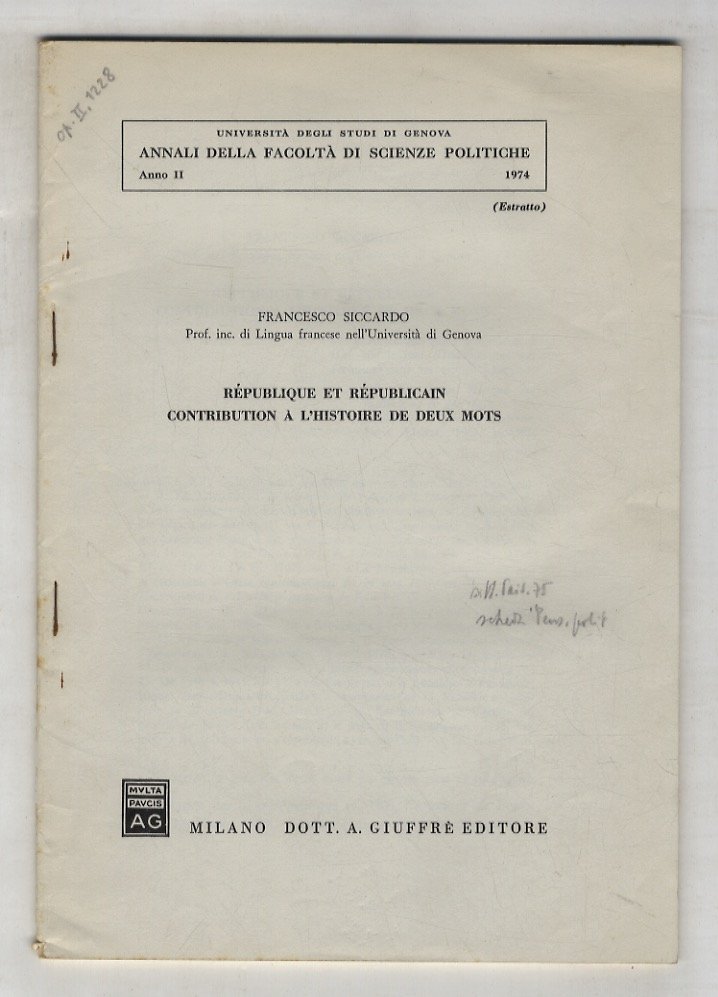 op. II, 1228
UNIVERSITÀ DEGLI STUDI DI GENOVA
ANNALI DELLA FACOLTÀ DI SCIENZE POLITICHE
Anno II 1974
(Estratto)
FRANCESCO SICCARDO
Prof. inc. di Lingua francese nell'Università di Genova
RÉPUBLIQUE ET RÉPUBLICAIN
CONTRIBUTION À L'HISTOIRE DE DEUX MOTS
75
MVLTA
PAVCIS
AG
MILANO DOTT. A. GIUFFRÈ EDITORE